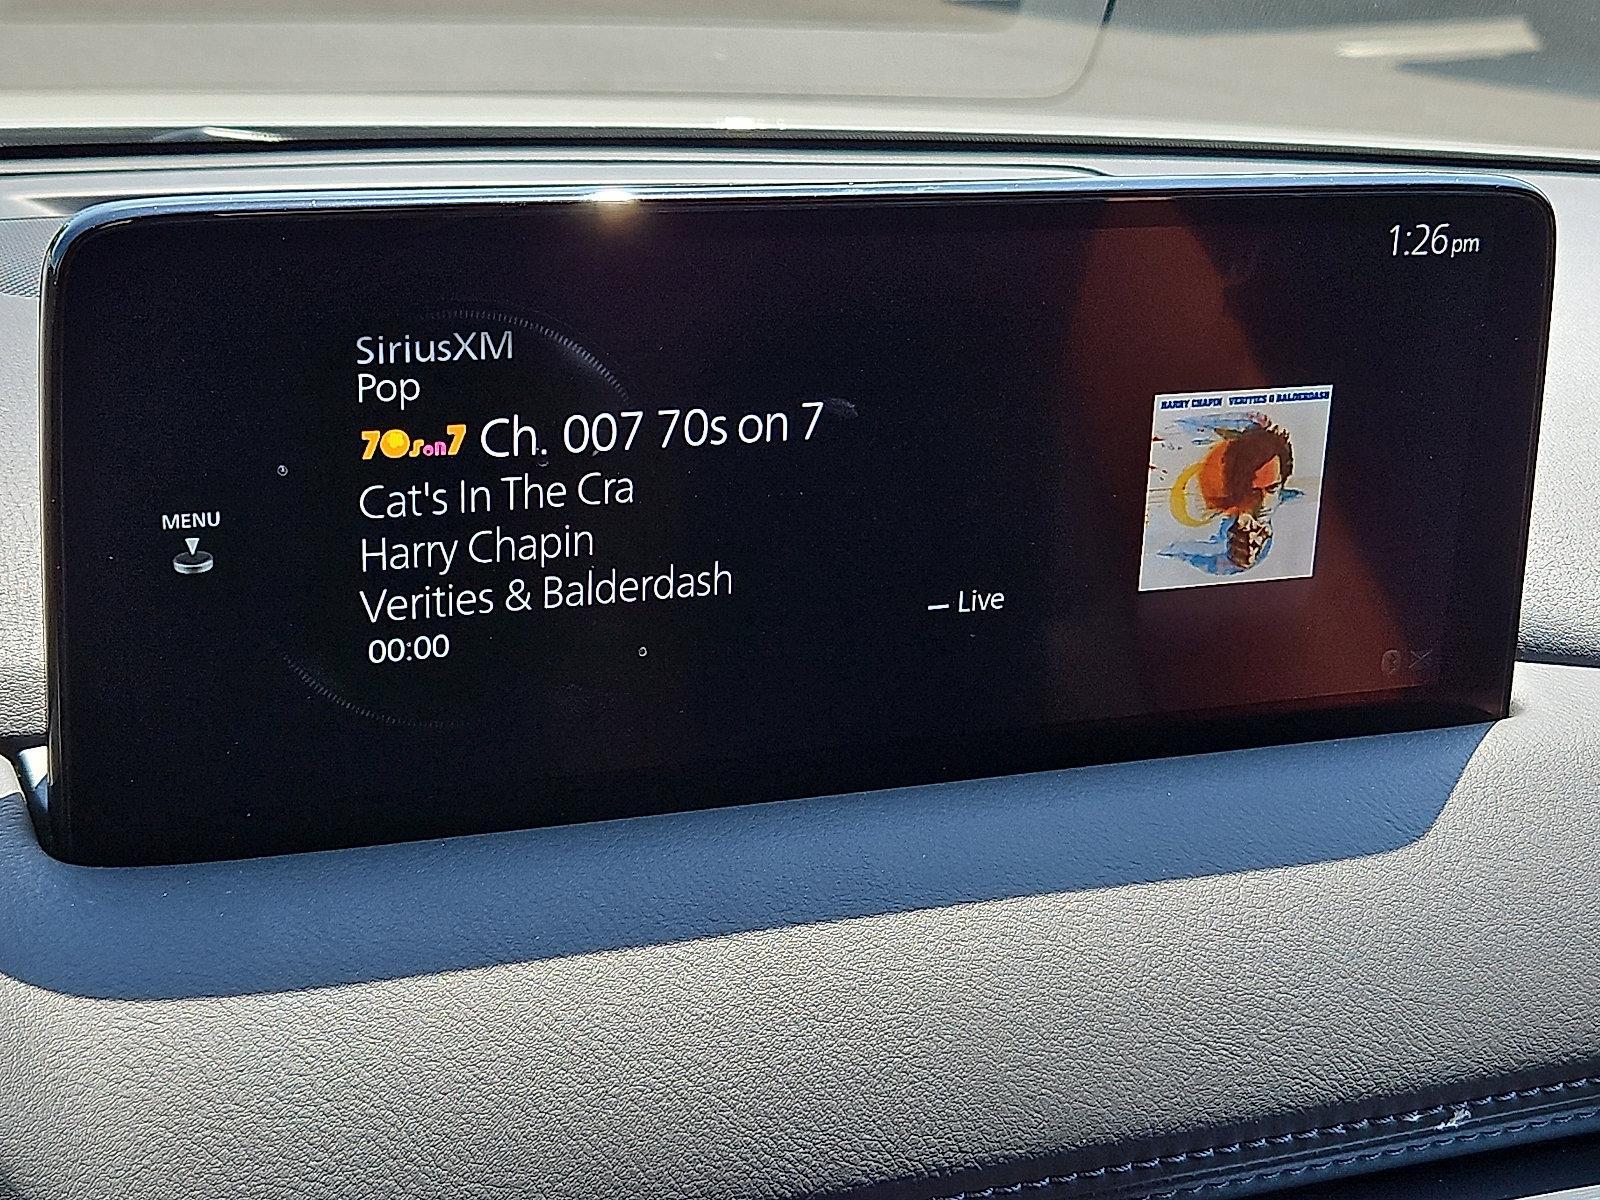 1:26pm
SiriusXM
Pop
70s on 7 Ch. 007 70s on 7
Cat's In The Cra
Harry Chapin
Verities & Balderdash
00:00
Live
MENU
HARRY CHAPIN VERITIES & BALDERDASH